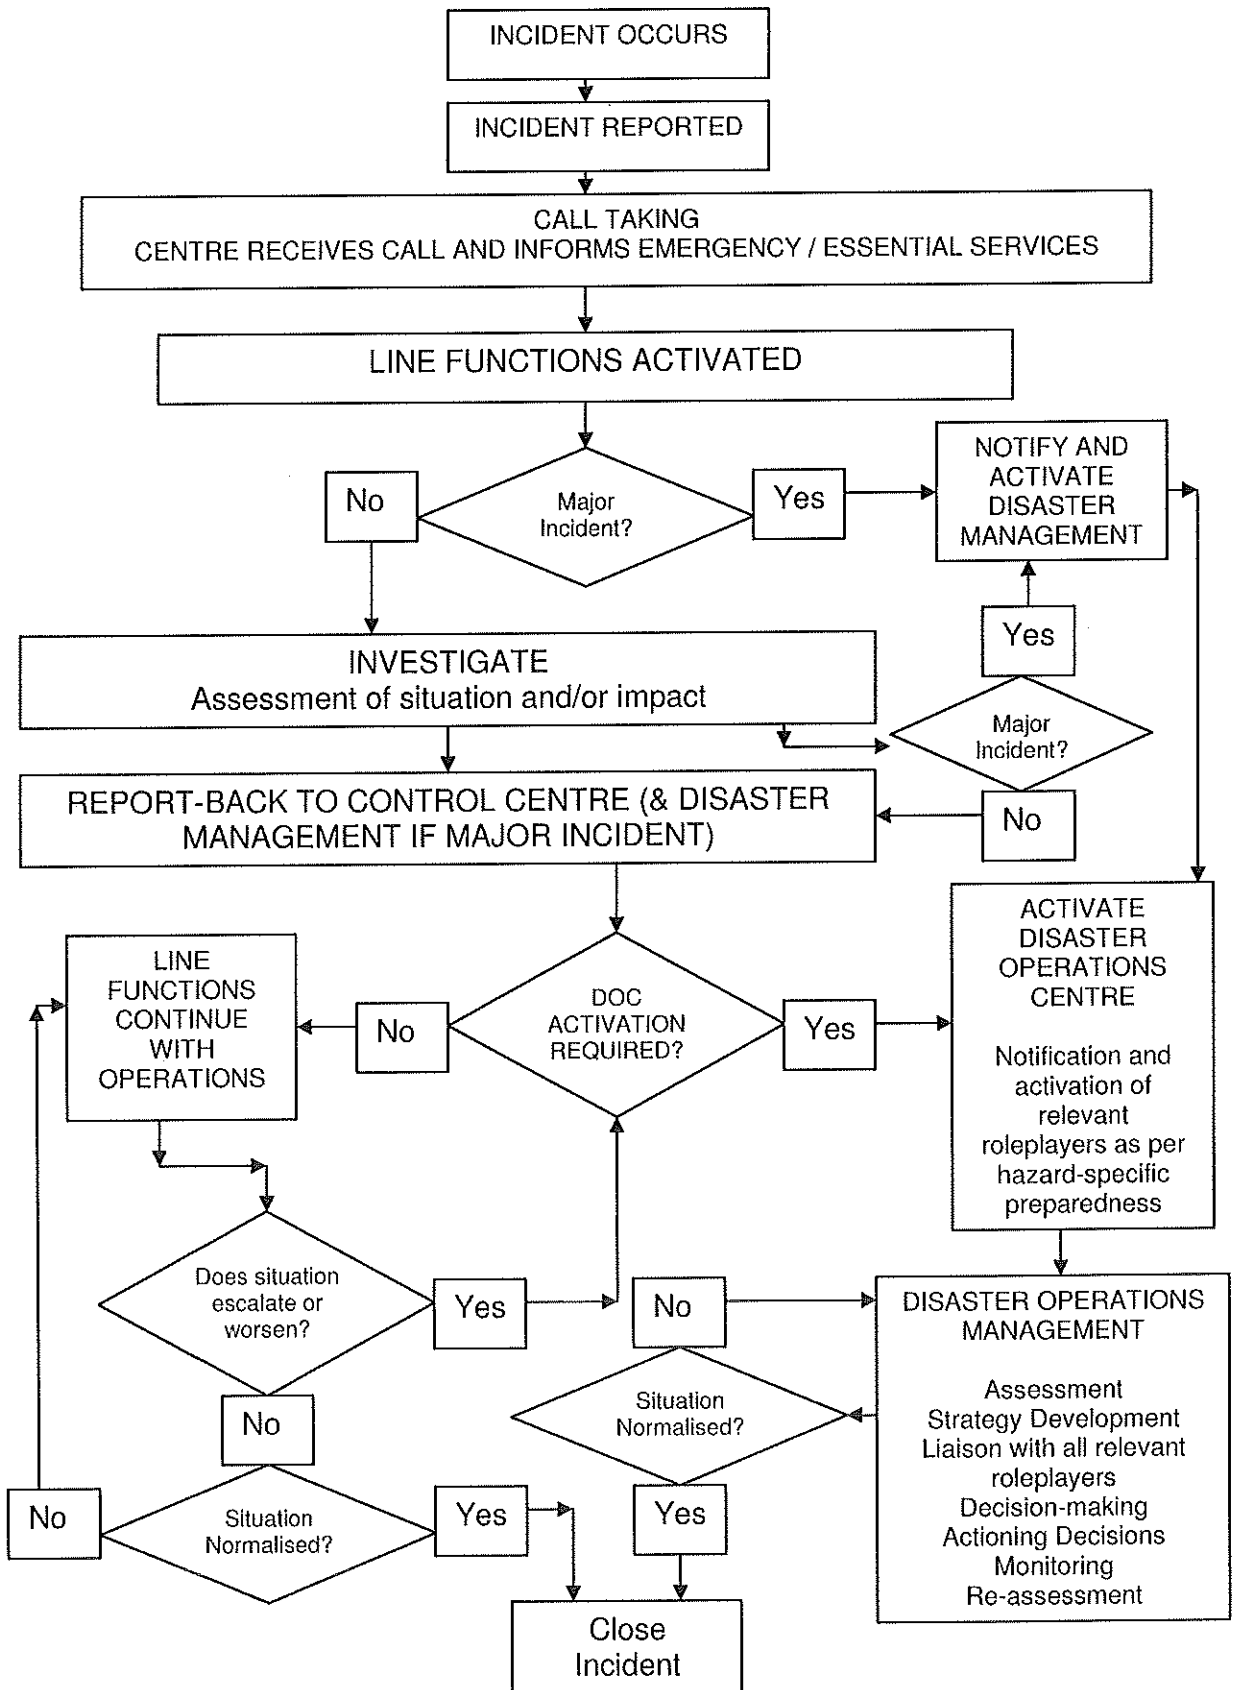 INCIDENT OCCURS
INCIDENT REPORTED
CALL TAKING
CENTRE RECEIVES CALL AND INFORMS EMERGENCY / ESSENTIAL SERVICES
LINE FUNCTIONS ACTIVATED
No
Major
Incident?
Yes
NOTIFY AND
ACTIVATE
DISASTER
MANAGEMENT
Yes
INVESTIGATE
Assessment of situation and/or impact
Major
Incident?
No
REPORT-BACK TO CONTROL CENTRE (& DISASTER
MANAGEMENT IF MAJOR INCIDENT)
LINE
FUNCTIONS
CONTINUE
WITH
OPERATIONS
No
DOC
ACTIVATION
REQUIRED?
Yes
ACTIVATE
DISASTER
OPERATIONS
CENTRE
Notification and
activation of
relevant
roleplayers as per
hazard-specific
preparedness
Does situation
escalate or
worsen?
Yes
No
No
DISASTER OPERATIONS
MANAGEMENT
Assessment
Strategy Development
Liaison with all relevant
roleplayers
Decision-making
Actioning Decisions
Monitoring
Re-assessment
Situation
Normalised?
Yes
No
Situation
Normalised?
Yes
Close
Incident